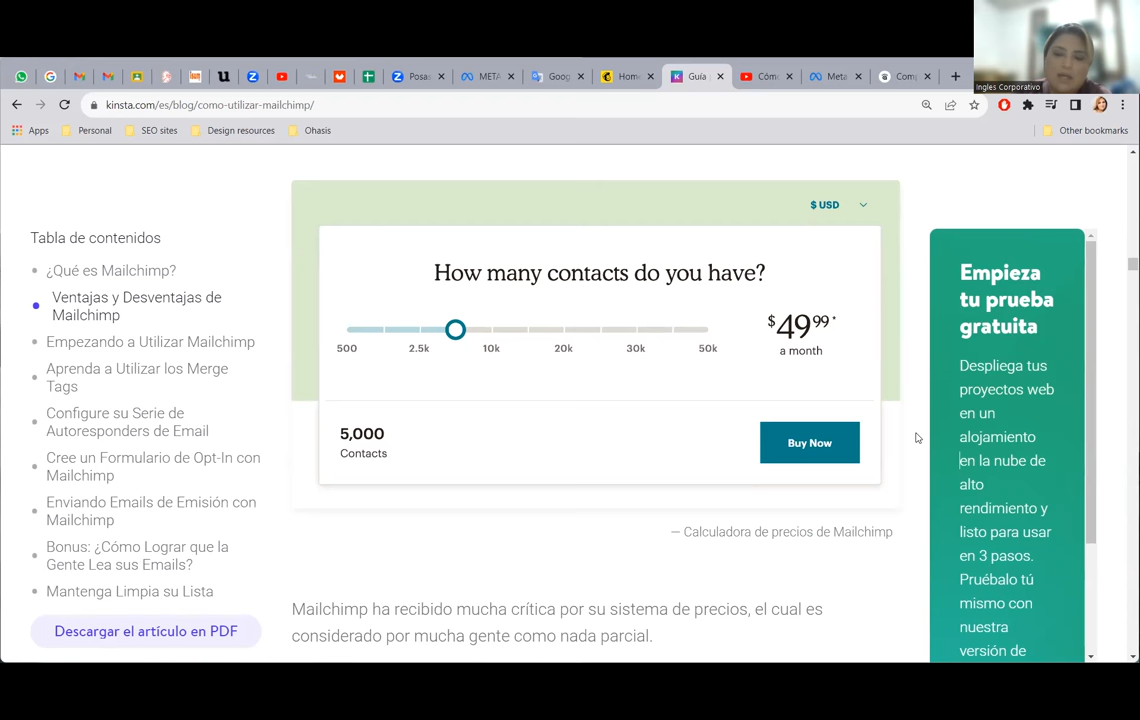 Ingles Corporativo
Posa
META
Goog
Home
Guía
Cómo
Meta
Comp
kinsta.com/es/blog/como-utilizar-mailchimp/
Apps
Personal
SEO sites
Design resources
Ohasis
Other bookmarks
Tabla de contenidos
¿Qué es Mailchimp?
Ventajas y Desventajas de
Mailchimp
Empezando a Utilizar Mailchimp
Aprenda a Utilizar los Merge
Tags
Configure su Serie de
Autoresponders de Email
Cree un Formulario de Opt-In con
Mailchimp
Enviando Emails de Emisión con
Mailchimp
Bonus: ¿Cómo Lograr que la
Gente Lea sus Emails?
Mantenga Limpia su Lista
Descargar el artículo en PDF
$ USD
How many contacts do you have?
500 2.5k 10k 20k 30k 50k
$49.99*
a month
5,000
Contacts
Buy Now
— Calculadora de precios de Mailchimp
Mailchimp ha recibido mucha crítica por su sistema de precios, el cual es
considerado por mucha gente como nada parcial.
Empieza
tu prueba
gratuita
Despliega tus
proyectos web
en un
alojamiento
en la nube de
alto
rendimiento y
listo para usar
en 3 pasos.
Pruébalo tú
mismo con
nuestra
versión de